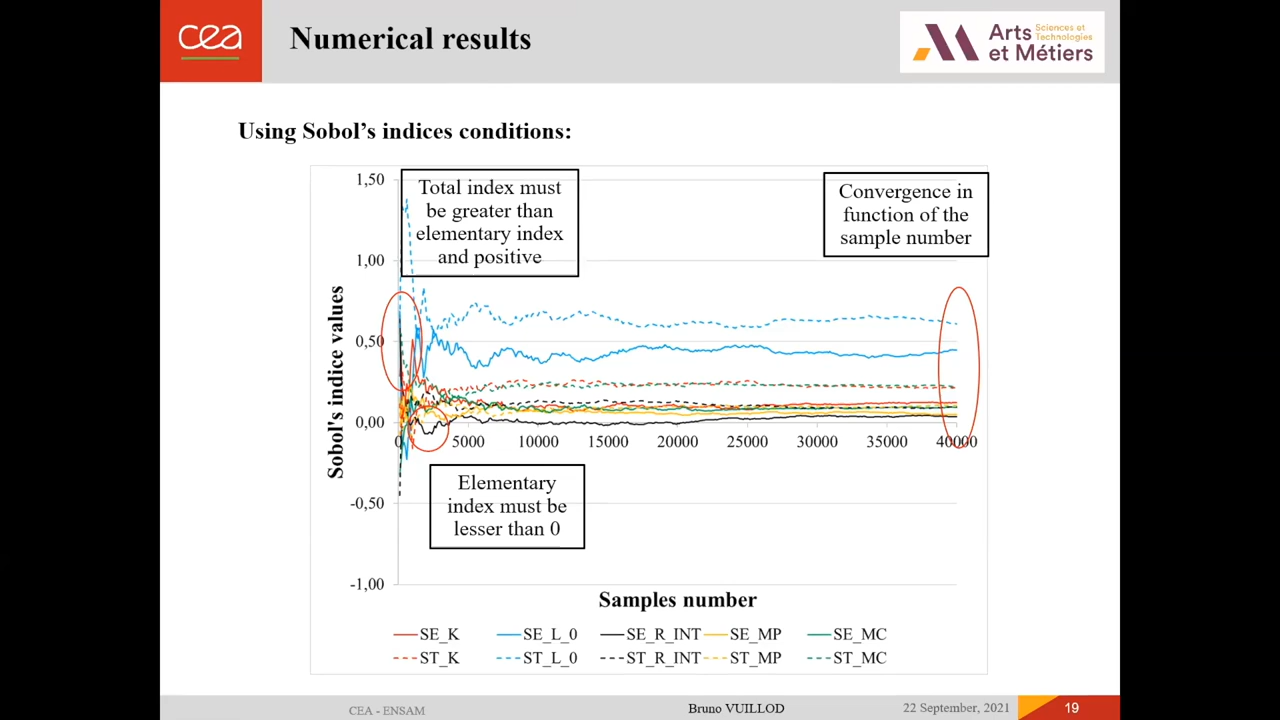 cea
Numerical results
Arts
et Métiers
Sciences et
Technologies
Using Sobol's indices conditions:
Total index must
be greater than
elementary index
and positive
Convergence in
function of the
sample number
Elementary
index must be
lesser than 0
Sobol's indice values
1,50
1,00
0,50
0,00
-0,50
-1,00
0
5000
10000
15000
20000
25000
30000
35000
40000
Samples number
SE_K
SE_L_0
SE_R_INT
SE_MP
SE_MC
ST_K
ST_L_0
ST_R_INT
ST_MP
ST_MC
CEA - ENSAM
Bruno VUILLOD
22 September, 2021
19